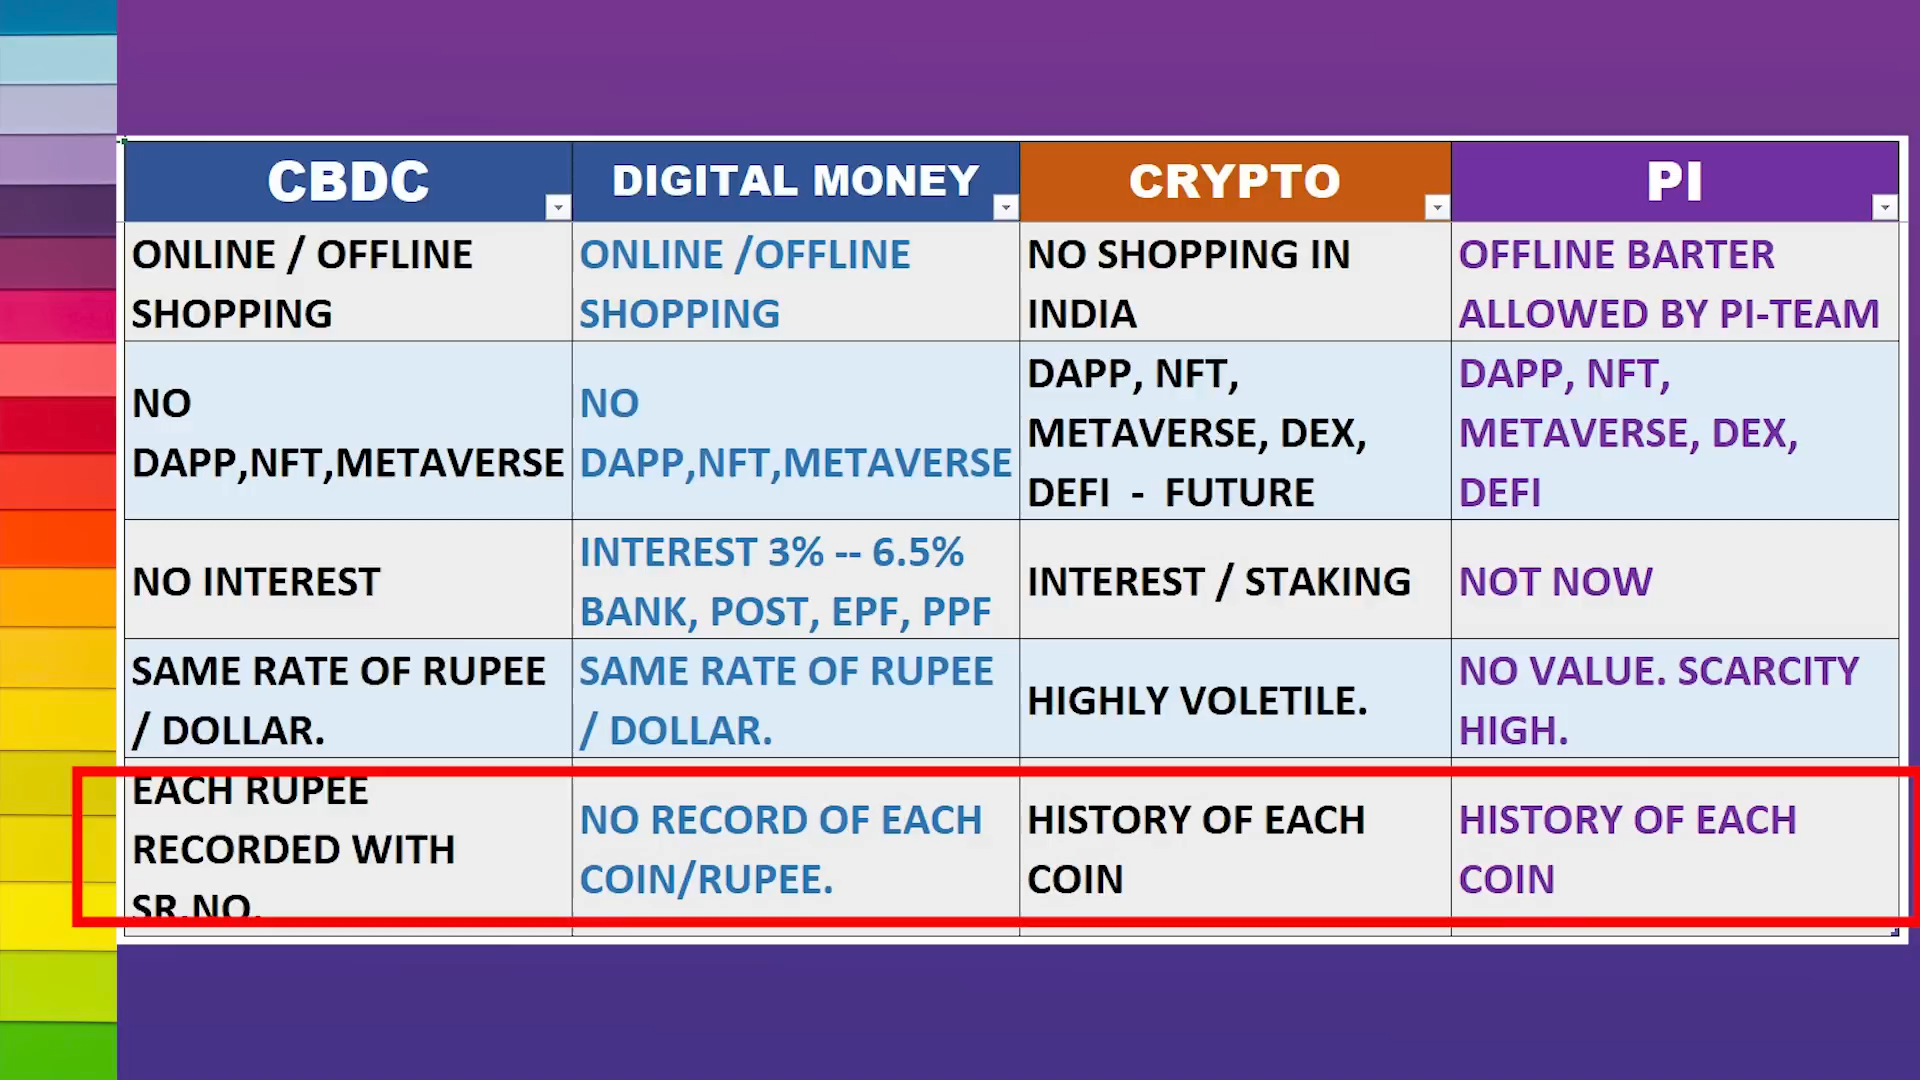 CBDC
DIGITAL MONEY
CRYPTO
PI
ONLINE / OFFLINE
SHOPPING
ONLINE /OFFLINE
SHOPPING
NO SHOPPING IN
INDIA
OFFLINE BARTER
ALLOWED BY PI-TEAM
NO
DAPP,NFT,METAVERSE
NO
DAPP,NFT,METAVERSE
DAPP, NFT,
METAVERSE, DEX,
DEFI - FUTURE
DAPP, NFT,
METAVERSE, DEX,
DEFI
NO INTEREST
INTEREST 3% -- 6.5%
BANK, POST, EPF, PPF
INTEREST / STAKING
NOT NOW
SAME RATE OF RUPEE
/ DOLLAR.
SAME RATE OF RUPEE
/ DOLLAR.
HIGHLY VOLETILE.
NO VALUE. SCARCITY
HIGH.
EACH RUPEE
RECORDED WITH
SR.NO.
NO RECORD OF EACH
COIN/RUPEE.
HISTORY OF EACH
COIN
HISTORY OF EACH
COIN